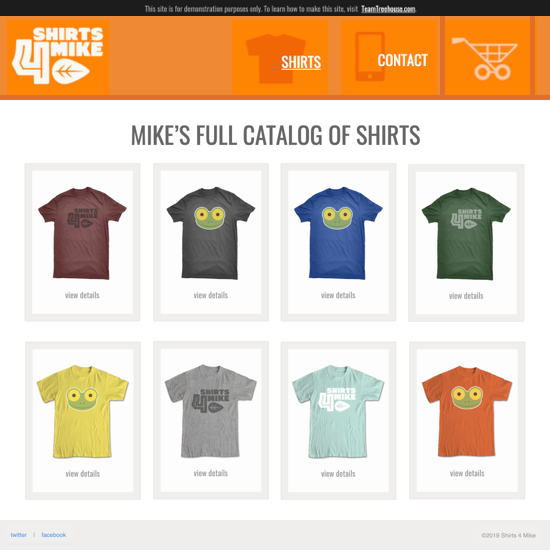 This site is for demonstration purposes only. To learn how to make this site, visit TeamTreehouse.com.
SHIRTS
4 MIKE
SHIRTS
CONTACT
MIKE'S FULL CATALOG OF SHIRTS
SHIRTS
4 MIKE
SHIRTS
4 MIKE
view details
view details
view details
view details
SHIRTS
4 MIKE
SHIRTS
4 MIKE
view details
view details
view details
view details
twitter | facebook
©2019 Shirts 4 Mike